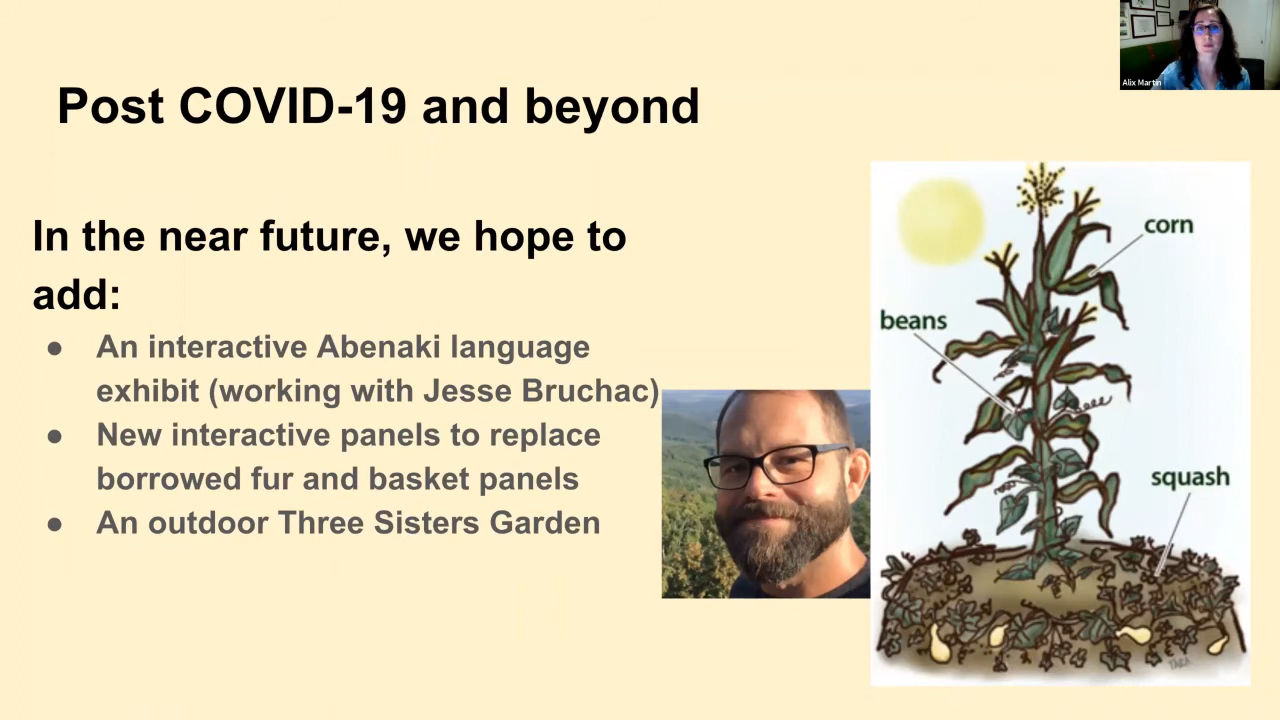 Alix Martin
Post COVID-19 and beyond
In the near future, we hope to
add:
● An interactive Abenaki language
exhibit (working with Jesse Bruchac)
● New interactive panels to replace
borrowed fur and basket panels
● An outdoor Three Sisters Garden
corn
beans
squash
TARA